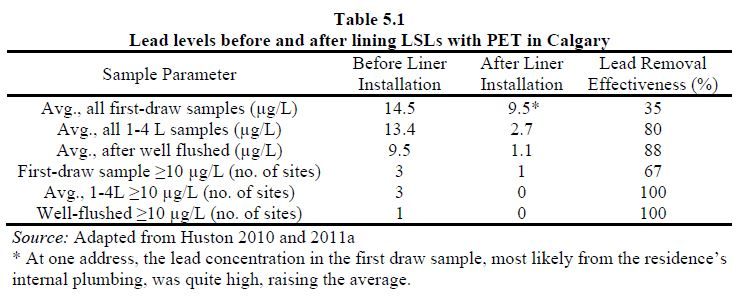 Table 5.1
Lead levels before and after lining LSLs with PET in Calgary
Sample Parameter Before Liner Installation After Liner Installation Lead Removal Effectiveness (%)
Avg., all first-draw samples (µg/L) 14.5 9.5* 35
Avg., all 1-4 L samples (µg/L) 13.4 2.7 80
Avg., after well flushed (µg/L) 9.5 1.1 88
First-draw sample ≥10 µg/L (no. of sites) 3 1 67
Avg., 1-4L ≥10 µg/L (no. of sites) 3 0 100
Well-flushed ≥10 µg/L (no. of sites) 1 0 100
Source: Adapted from Huston 2010 and 2011a
* At one address, the lead concentration in the first draw sample, most likely from the residence's
internal plumbing, was quite high, raising the average.